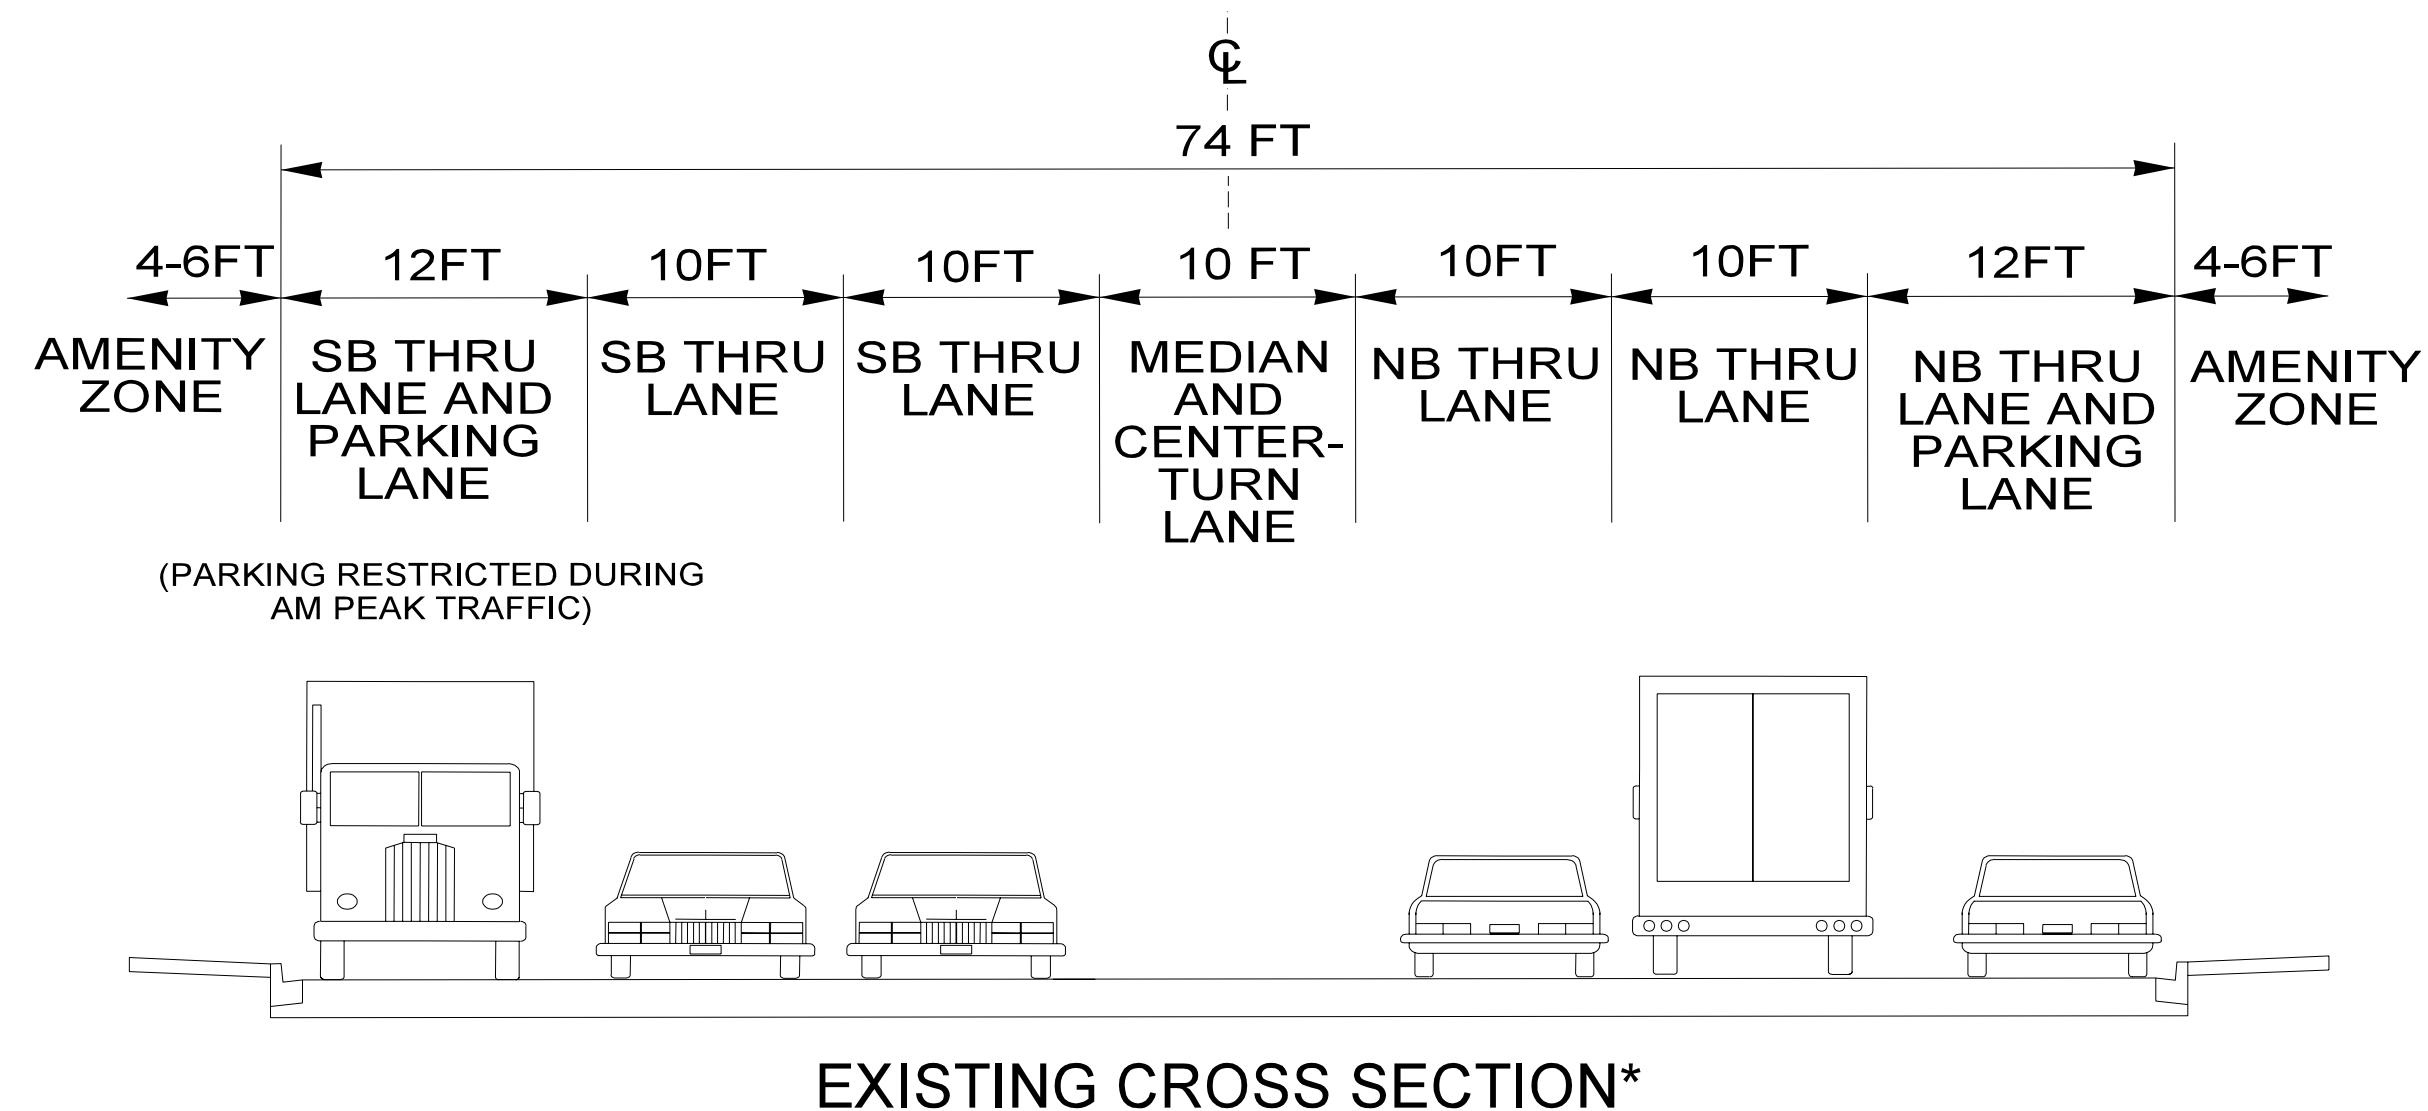 ℄
74 FT
4-6FT
12FT
10FT
10FT
10 FT
10FT
10FT
12FT
4-6FT
AMENITY
ZONE
SB THRU
LANE AND
PARKING
LANE
SB THRU
LANE
SB THRU
LANE
MEDIAN
AND
CENTER-
TURN
LANE
NB THRU
LANE
NB THRU
LANE
NB THRU
LANE AND
PARKING
LANE
AMENITY
ZONE
(PARKING RESTRICTED DURING
AM PEAK TRAFFIC)
EXISTING CROSS SECTION*